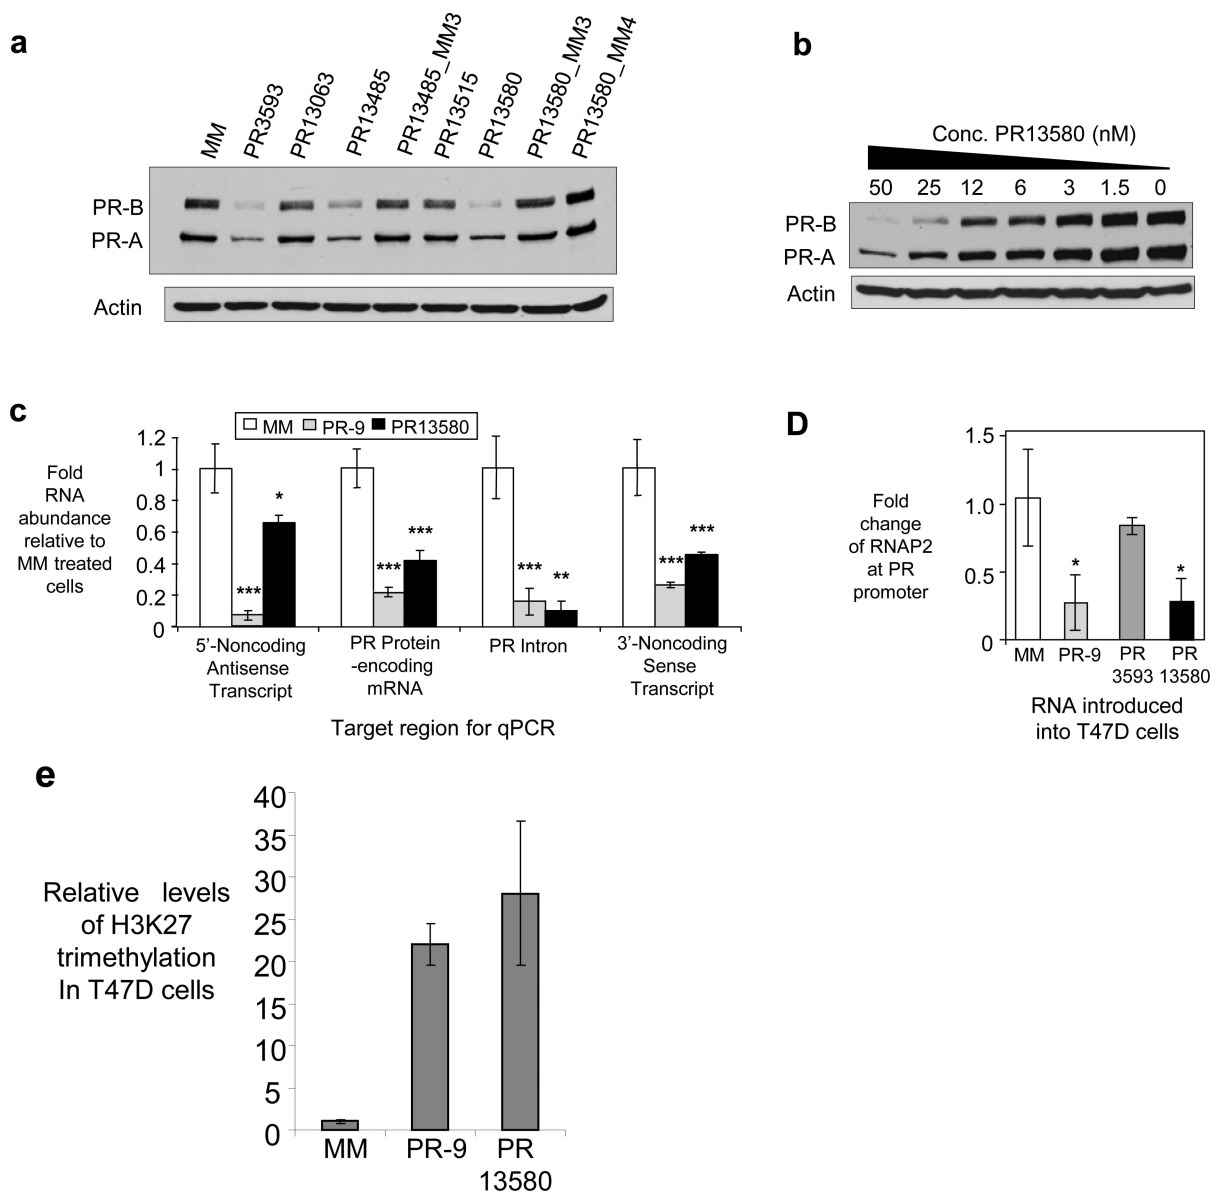 a
MM
PR3593
PR13063
PR13485
PR13485_MM3
PR13515
PR13580
PR13580_MM3
PR13580_MM4
PR-B
PR-A
Actin
b
Conc. PR13580 (nM)
50 25 12 6 3 1.5 0
PR-B
PR-A
Actin
c
MM PR-9 PR13580
Fold
RNA
abundance
relative to
MM treated
cells
1.2
1
0.8
0.6
0.4
0.2
0
***
*
***
***
***
**
***
***
5’-Noncoding
Antisense
Transcript
PR Protein
-encoding
mRNA
PR Intron
3’-Noncoding
Sense
Transcript
Target region for qPCR
D
Fold
change
of RNAP2
at PR
promoter
1.5
1.0
0.5
0
*
*
MM
PR-9
PR
3593
PR
13580
RNA introduced
into T47D cells
e
Relative levels
of H3K27
trimethylation
In T47D cells
40
35
30
25
20
15
10
5
0
MM
PR-9
PR
13580